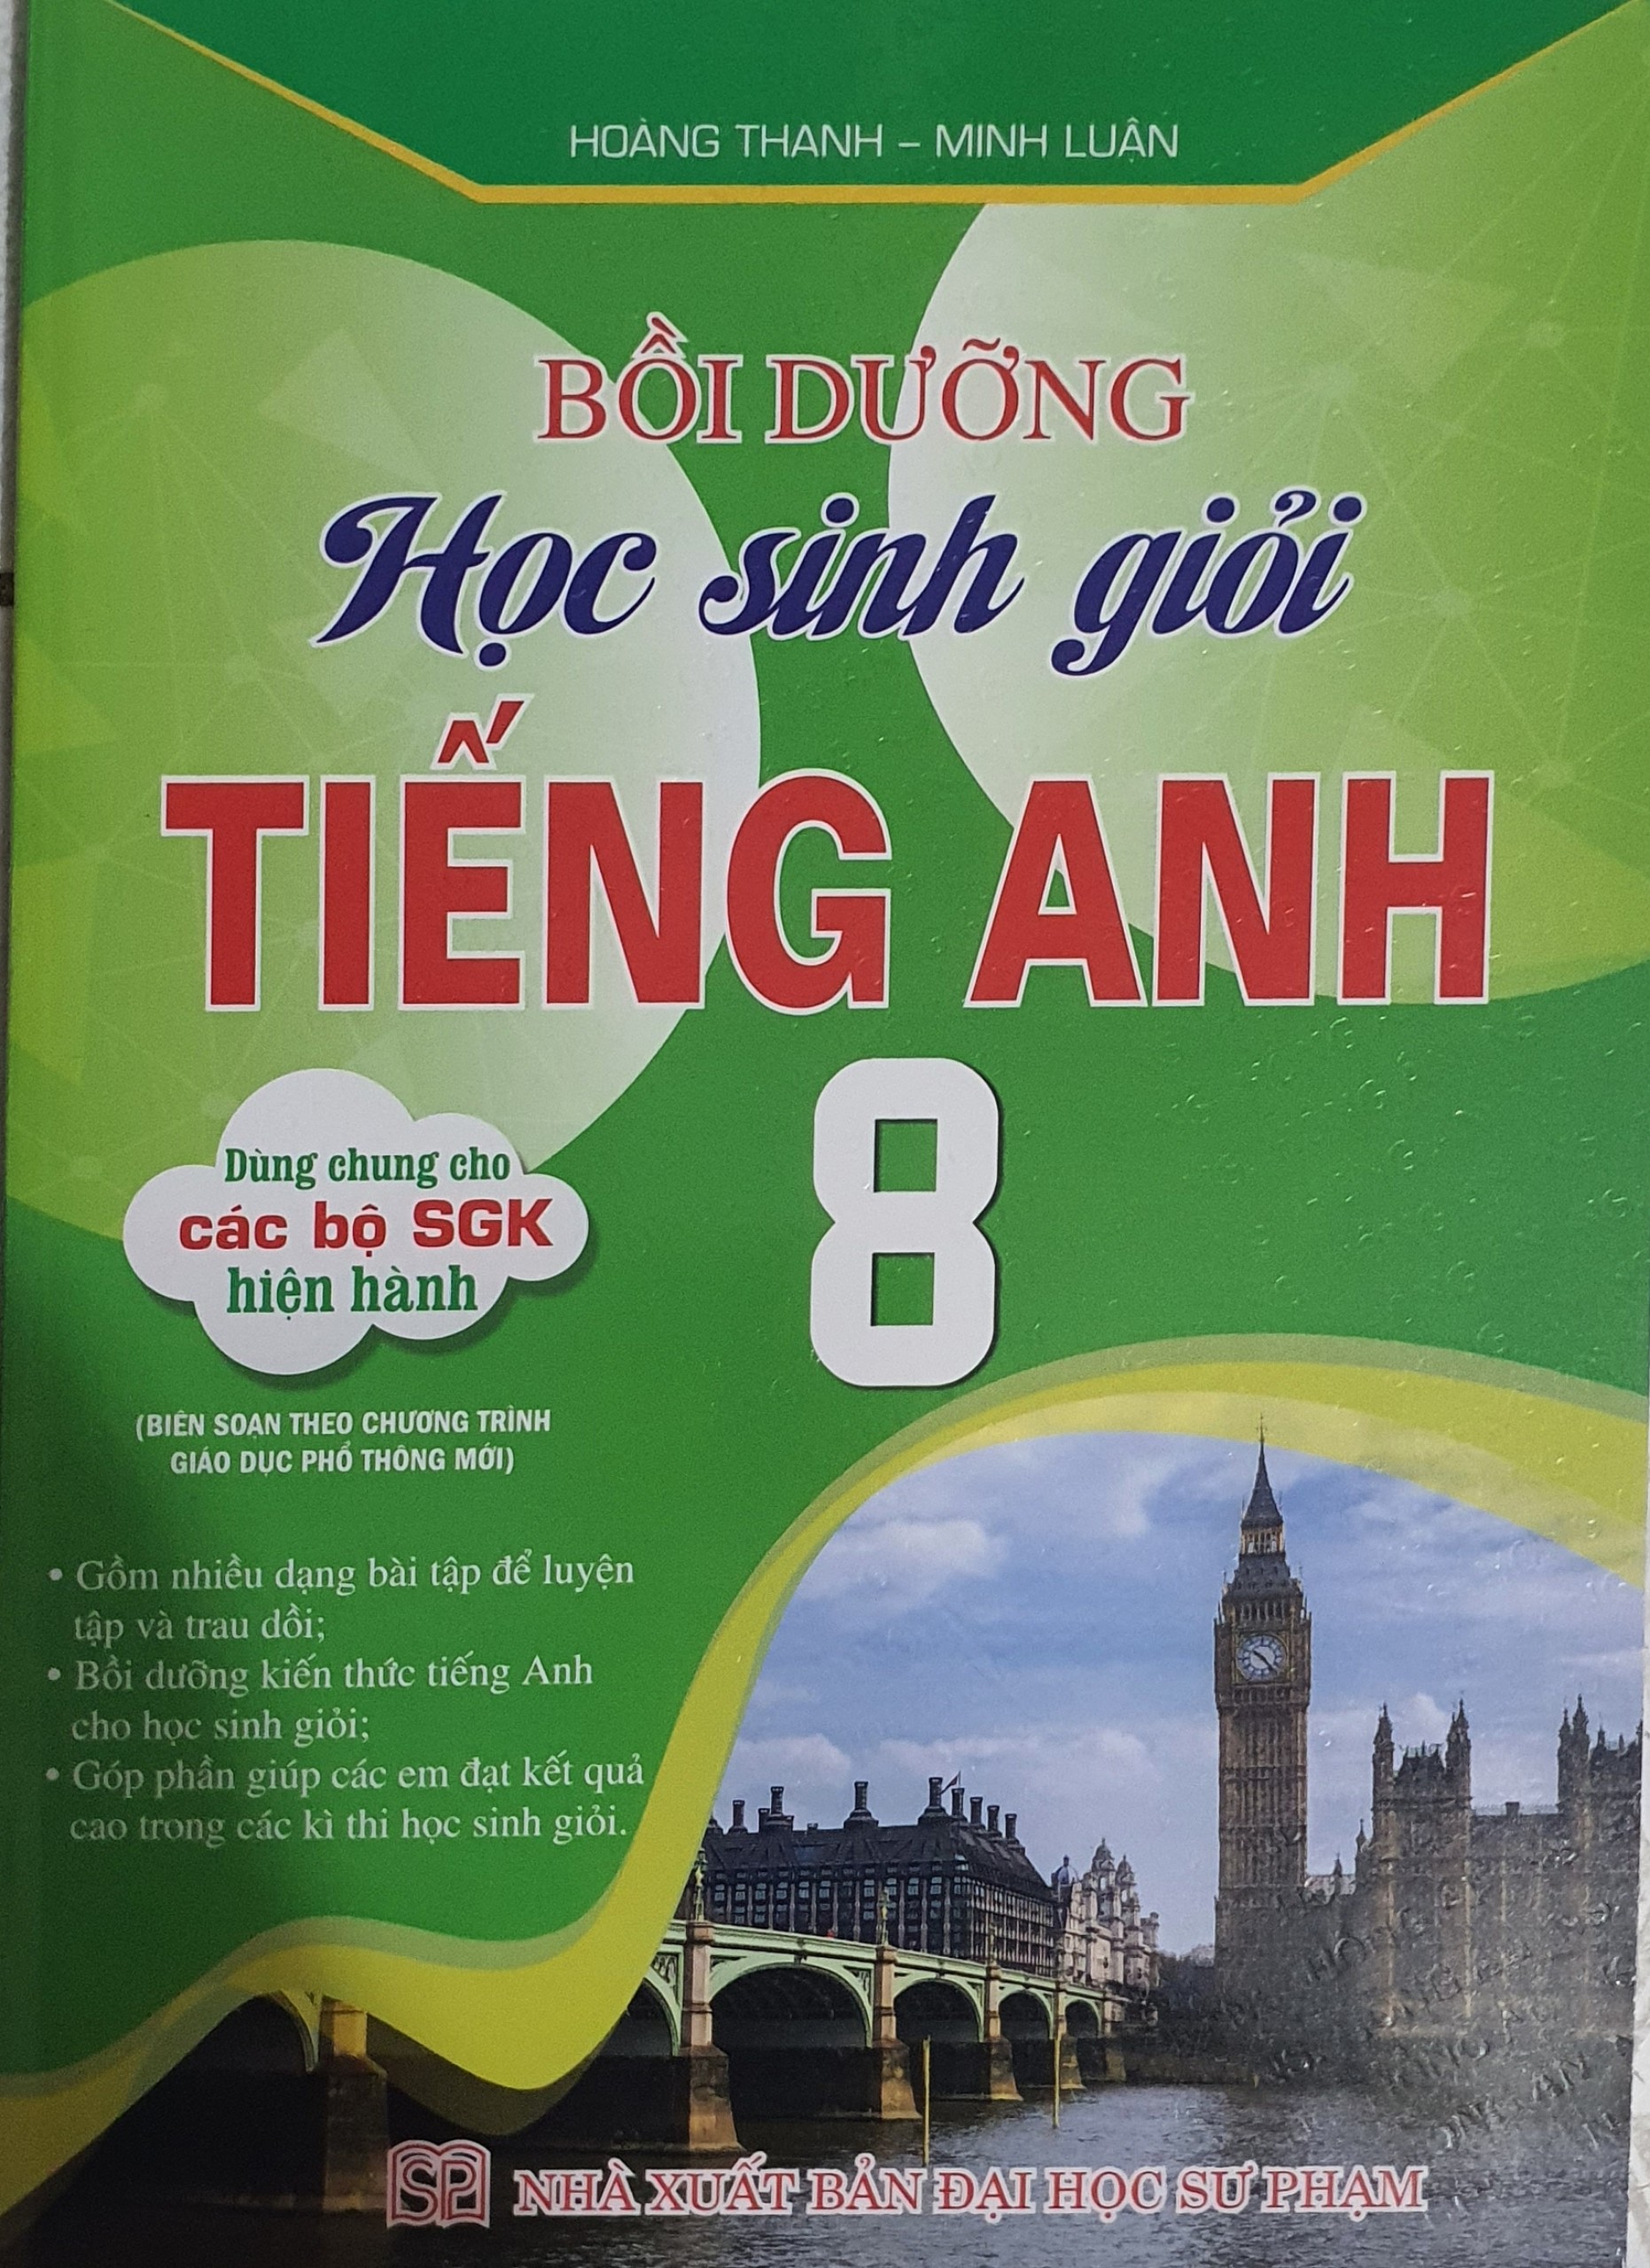 HOÀNG THANH – MINH LUẬN
BỒI DƯỠNG
Học sinh giỏi
TIẾNG ANH
8
Dùng chung cho
các bộ SGK
hiện hành
(BIÊN SOẠN THEO CHƯƠNG TRÌNH
GIÁO DỤC PHỔ THÔNG MỚI)
• Gồm nhiều dạng bài tập để luyện
tập và trau dồi;
• Bồi dưỡng kiến thức tiếng Anh
cho học sinh giỏi;
• Góp phần giúp các em đạt kết quả
cao trong các kì thi học sinh giỏi.
SP NHÀ XUẤT BẢN ĐẠI HỌC SƯ PHẠM